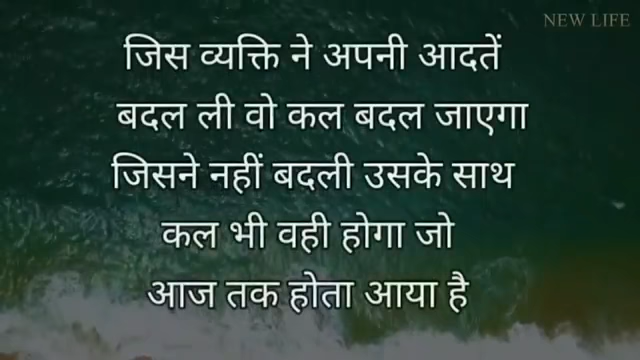 NEW LIFE
जिस व्यक्ति ने अपनी आदतें
बदल ली वो कल बदल जाएगा
जिसने नहीं बदली उसके साथ
कल भी वही होगा जो
आज तक होता आया है